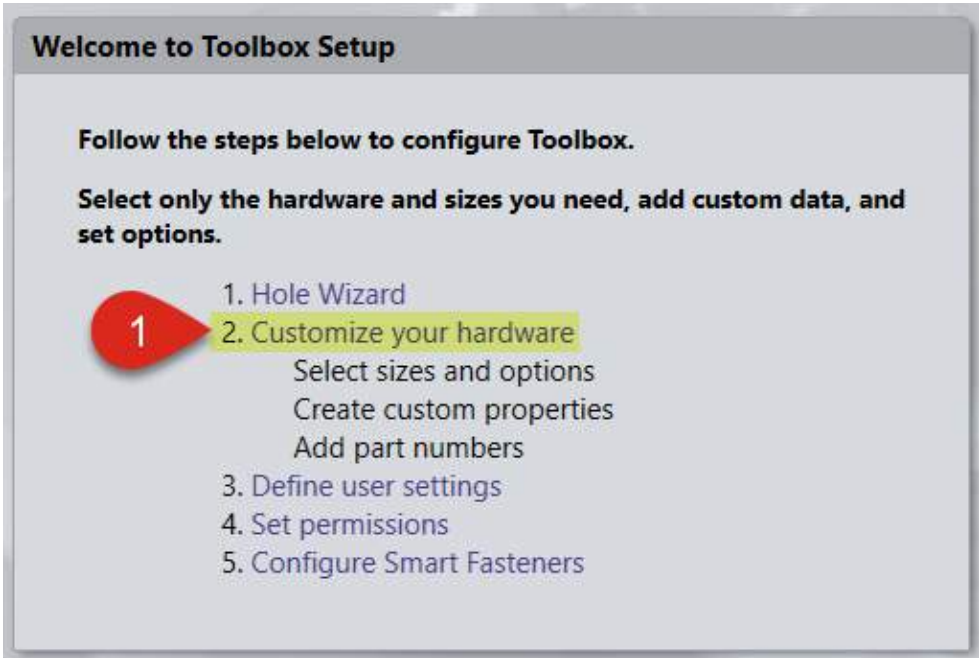 Welcome to Toolbox Setup
Follow the steps below to configure Toolbox.
Select only the hardware and sizes you need, add custom data, and
set options.
1. Hole Wizard
1
2. Customize your hardware
Select sizes and options
Create custom properties
Add part numbers
3. Define user settings
4. Set permissions
5. Configure Smart Fasteners